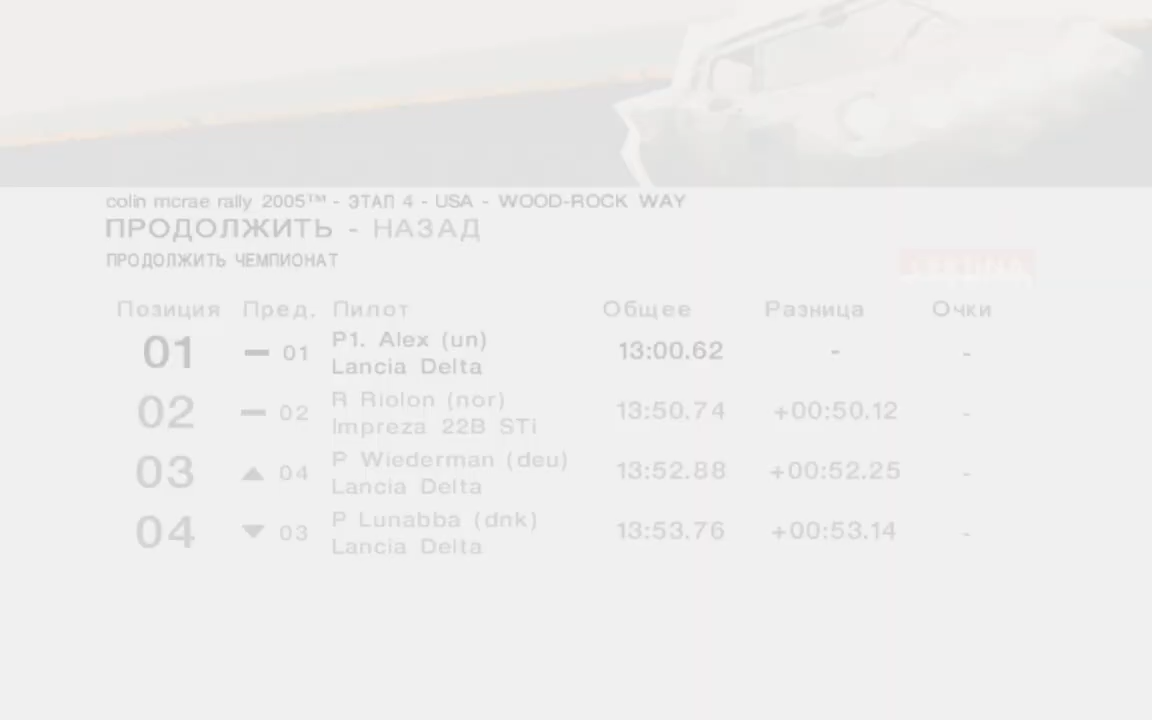 colin mcrae rally 2005™ - ЭТАП 4 - USA - WOOD-ROCK WAY
ПРОДОЛЖИТЬ - НАЗАД
ПРОДОЛЖИТЬ ЧЕМПИОНАТ
Позиция Пред. Пилот Общее Разница Очки
01 01 P1. Alex (un) 13:00.62 - -
Lancia Delta
02 02 R Riolon (nor) 13:50.74 +00:50.12 -
Impreza 22B STi
03 04 P Wiederman (deu) 13:52.88 +00:52.25 -
Lancia Delta
04 03 P Lunabba (dnk) 13:53.76 +00:53.14 -
Lancia Delta